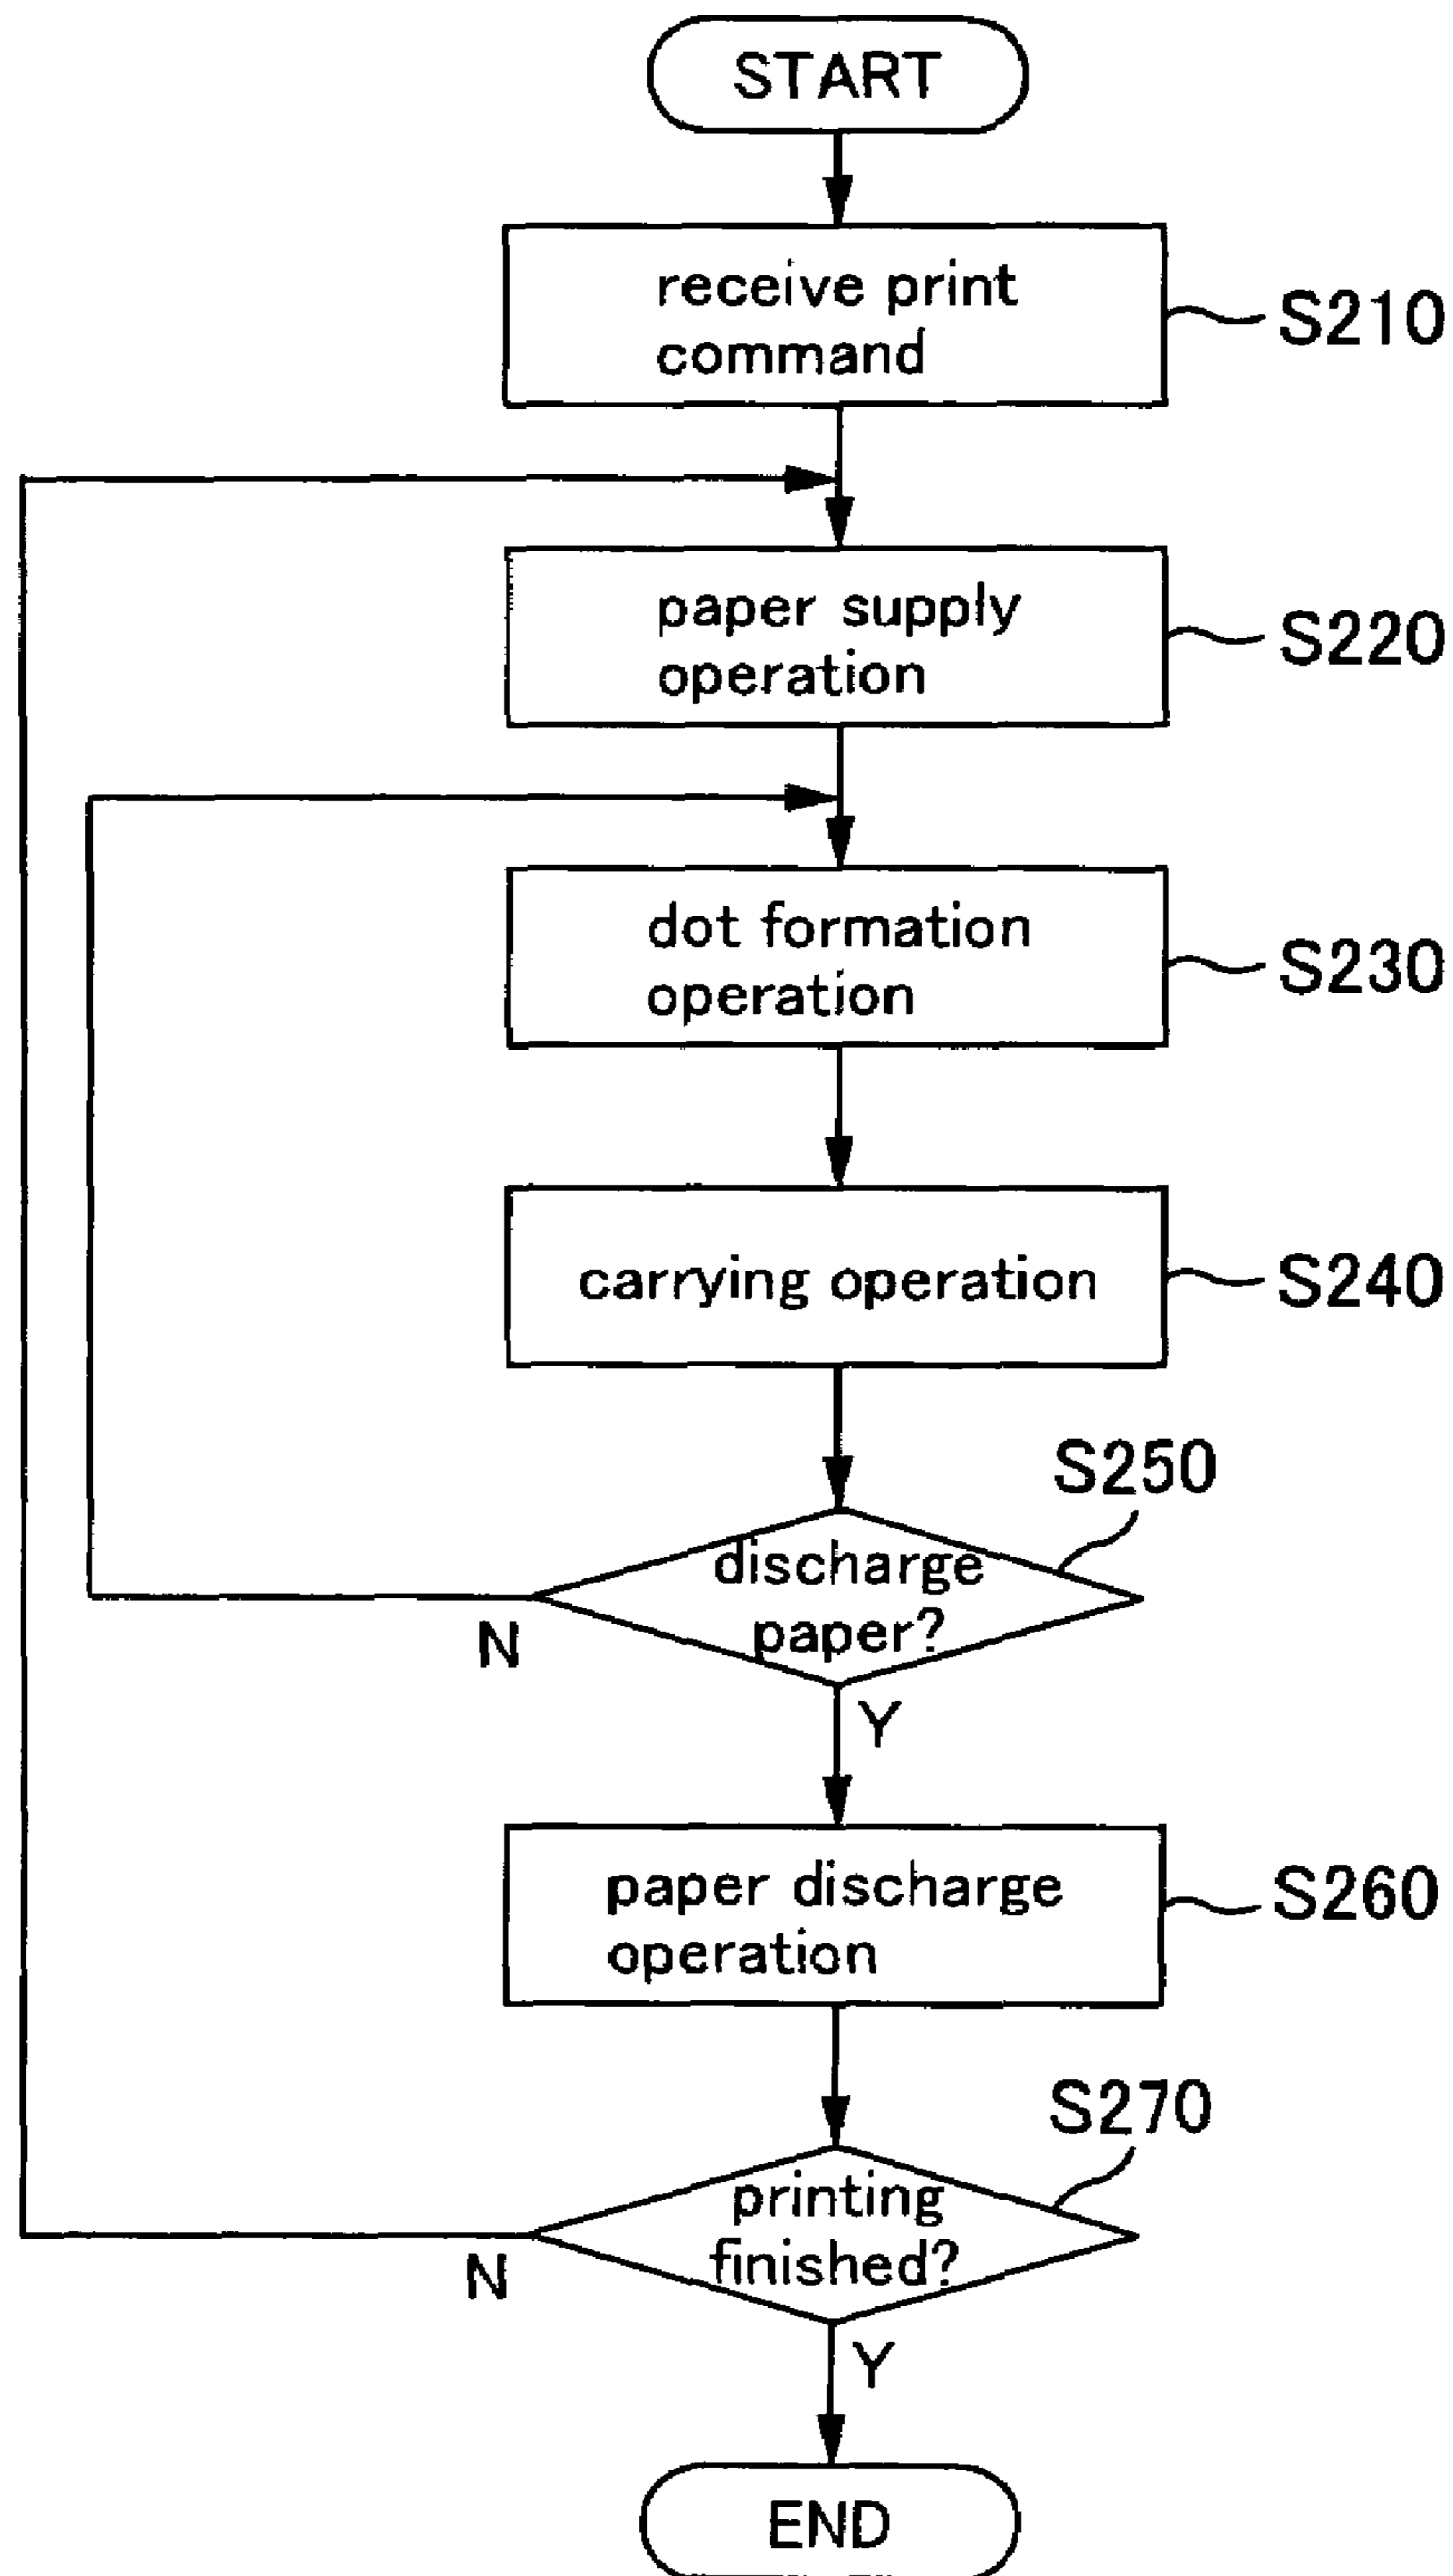 START
receive print
command
S210
paper supply
operation
S220
dot formation
operation
S230
carrying operation
S240
S250
discharge
paper?
N
Y
paper discharge
operation
S260
S270
printing
finished?
N
Y
END